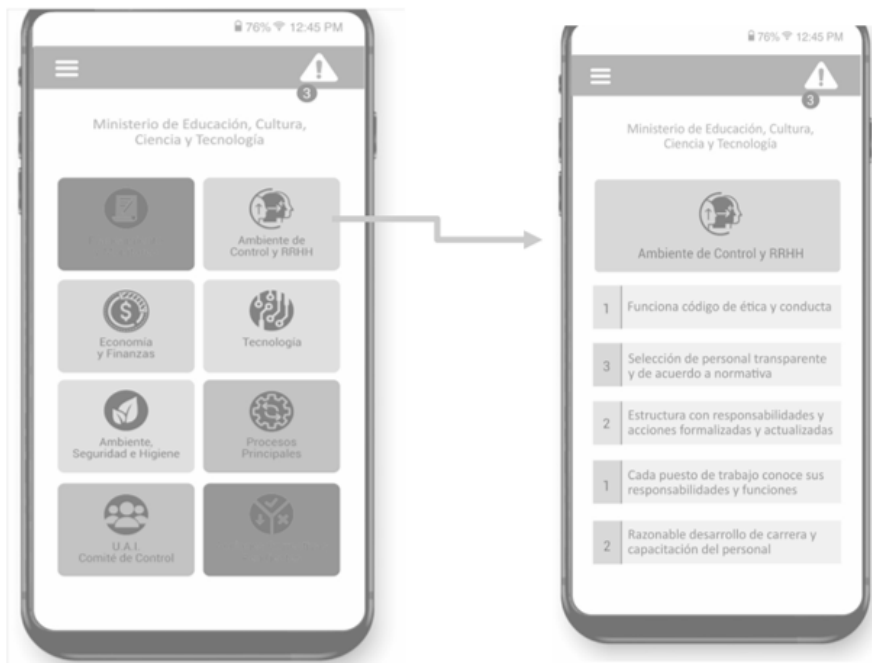 76% 12:45 PM
3
Ministerio de Educación, Cultura,
Ciencia y Tecnología
Ambiente de
Control y RRHH
Economía
y Finanzas
Tecnología
Ambiente,
Seguridad e Higiene
Procesos
Principales
U.A.I.
Comité de Control
76% 12:45 PM
3
Ministerio de Educación, Cultura,
Ciencia y Tecnología
Ambiente de Control y RRHH
1 Funciona código de ética y conducta
3 Selección de personal transparente
y de acuerdo a normativa
2 Estructura con responsabilidades y
acciones formalizadas y actualizadas
1 Cada puesto de trabajo conoce sus
responsabilidades y funciones
2 Razonable desarrollo de carrera y
capacitación del personal